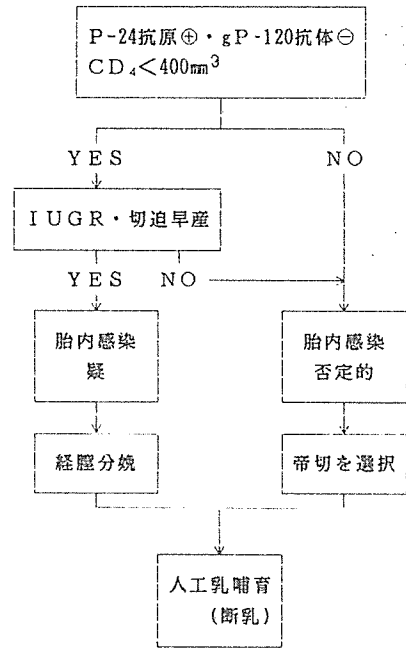 P-24抗原⊕・gP-120抗体⊖
CD₄<400㎜³
YES
NO
IUGR・切迫早産
YES
NO
胎内感染
疑
胎内感染
否定的
経腟分娩
帝切を選択
人工乳哺育
(断乳)